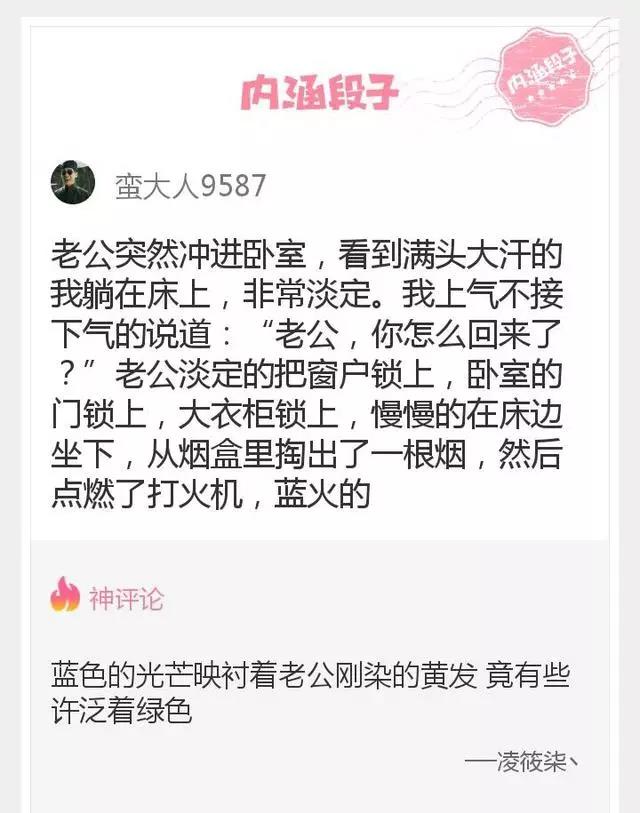 内涵段子
内涵段子
蛮大人9587
老公突然冲进卧室，看到满头大汗的
我躺在床上，非常淡定。我上气不接
下气的说道：“老公，你怎么回来了
？”老公淡定的把窗户锁上，卧室的
门锁上，大衣柜锁上，慢慢的在床边
坐下，从烟盒里掏出了一根烟，然后
点燃了打火机，蓝火的
神评论
蓝色的光芒映衬着老公刚染的黄发 竟有些
许泛着绿色
——凌筱柒丶